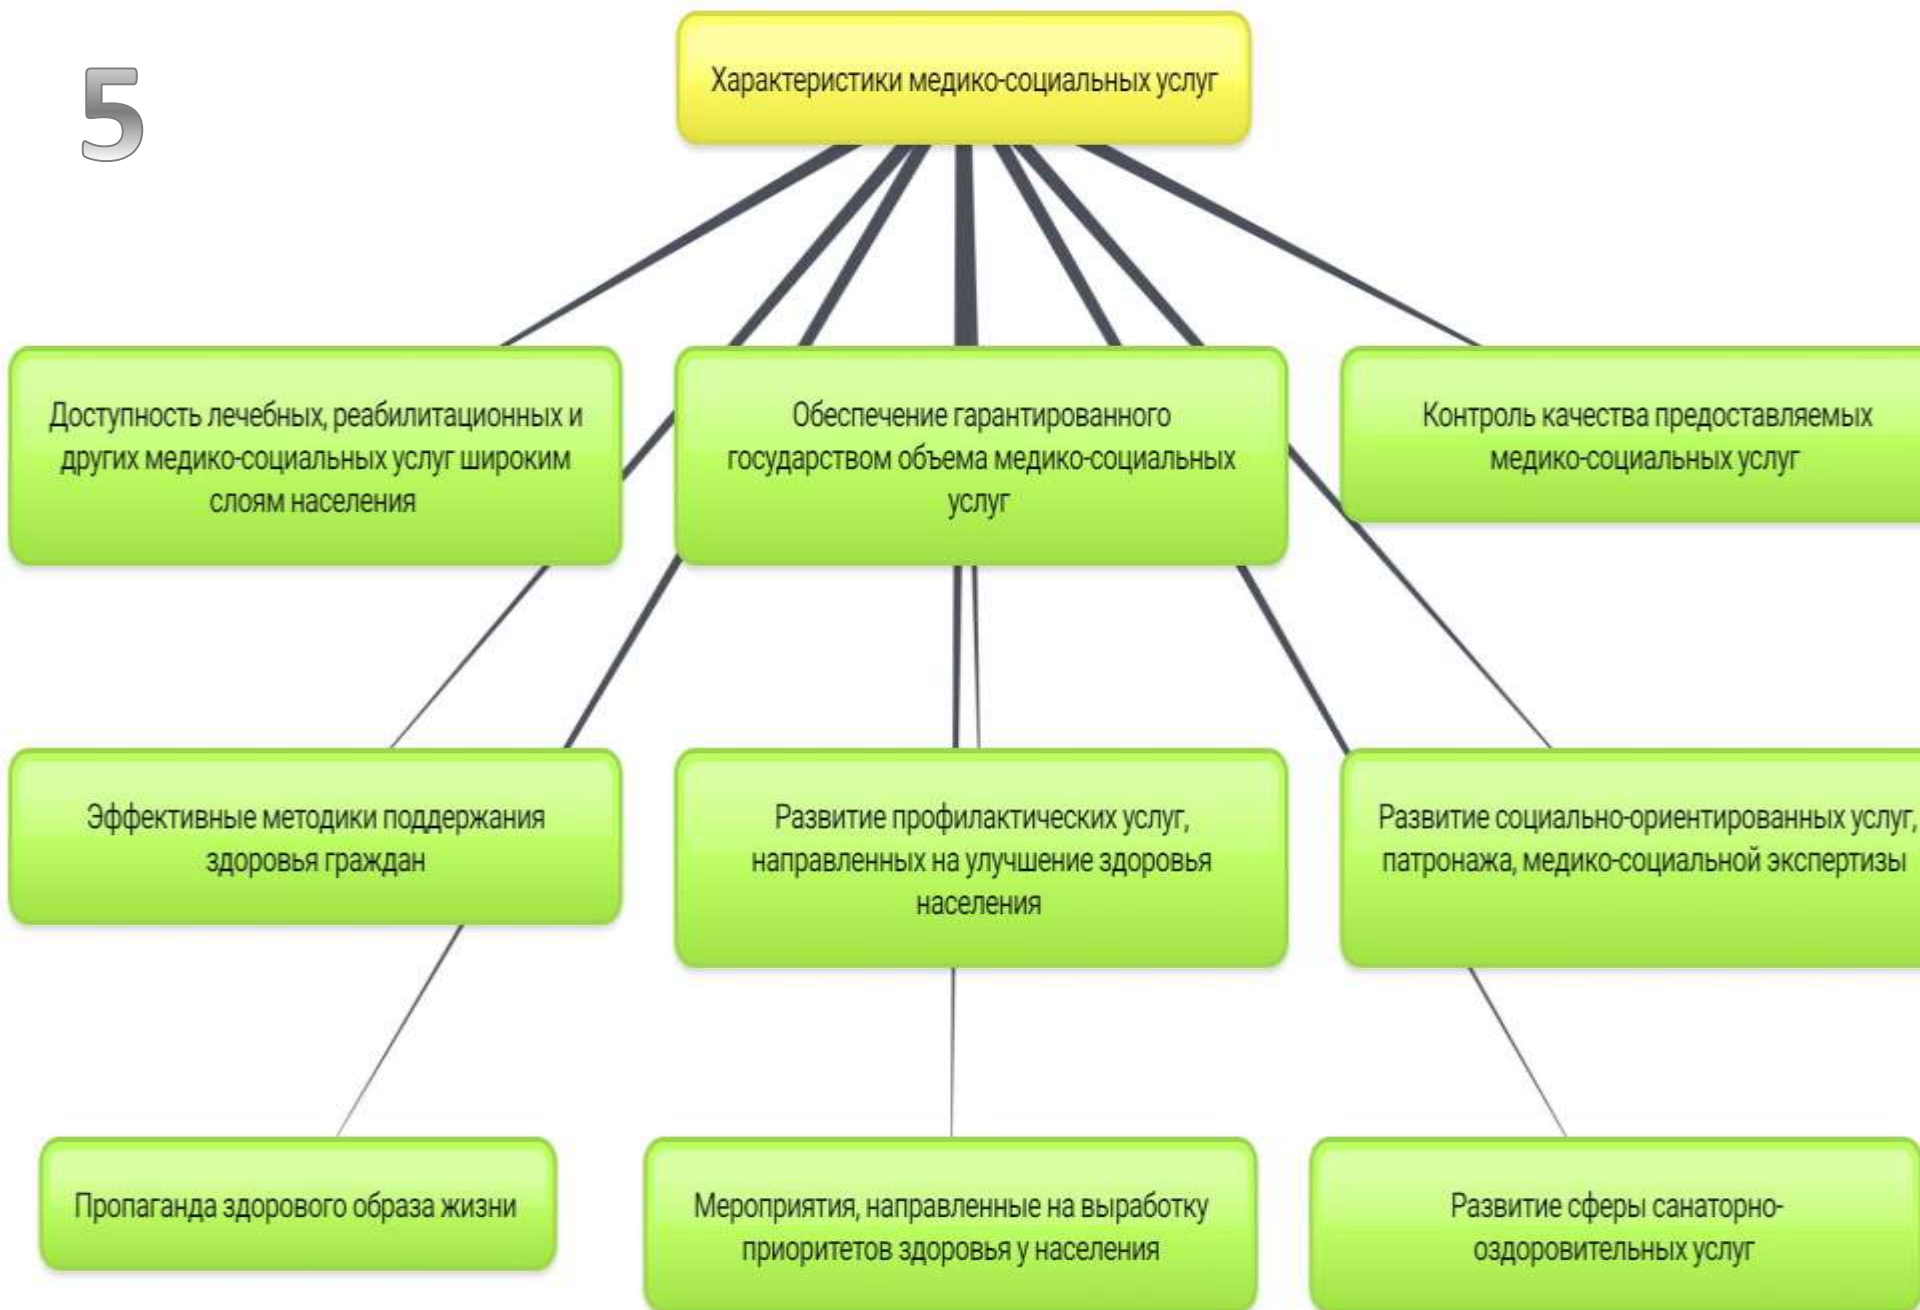 5
Характеристики медико-социальных услуг
Доступность лечебных, реабилитационных и
других медико-социальных услуг широким
слоям населения
Обеспечение гарантированного
государством объема медико-социальных
услуг
Контроль качества предоставляемых
медико-социальных услуг
Эффективные методики поддержания
здоровья граждан
Развитие профилактических услуг,
направленных на улучшение здоровья
населения
Развитие социально-ориентированных услуг,
патронажа, медико-социальной экспертизы
Пропаганда здорового образа жизни
Мероприятия, направленные на выработку
приоритетов здоровья у населения
Развитие сферы санаторно-
оздоровительных услуг